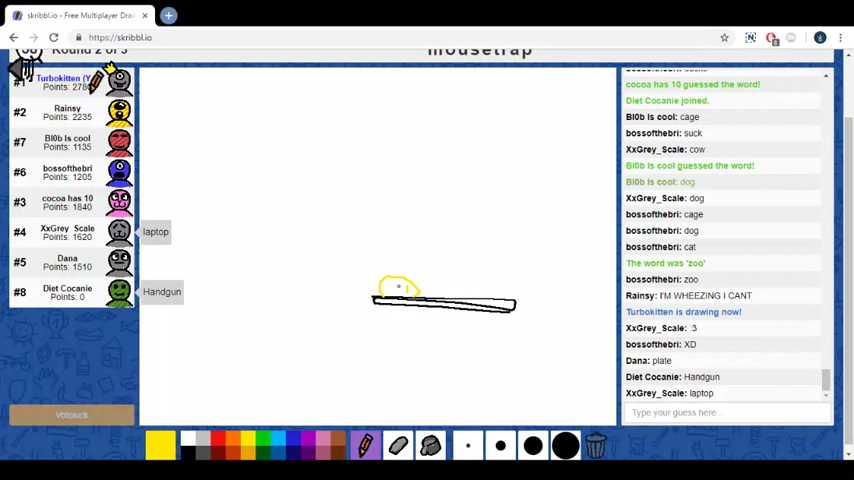 skribbl.io - Free Multiplayer Dra
https://skribbl.io
Round 2 of 3
mousetrap
#1
Turbokitten (Y
Points: 2780
#2
Rainsy
Points: 2235
#7
Bl0b Is cool
Points: 1135
#6
bossofthebri
Points: 1205
#3
cocoa has 10
Points: 1840
#4
XxGrey_Scale
Points: 1620
laptop
#5
Dana
Points: 1510
#8
Diet Cocanie
Points: 0
Handgun
Votekick
cocoa has 10 guessed the word!
Diet Cocanie joined.
Bl0b Is cool: cage
bossofthebri: suck
XxGrey_Scale: cow
Bl0b Is cool guessed the word!
Bl0b Is cool: dog
XxGrey_Scale: dog
bossofthebri: cage
bossofthebri: dog
bossofthebri: cat
The word was 'zoo'
bossofthebri: zoo
Rainsy: I'M WHEEZING I CANT
Turbokitten is drawing now!
XxGrey_Scale: :3
bossofthebri: XD
Dana: plate
Diet Cocanie: Handgun
XxGrey_Scale: laptop
Type your guess here...